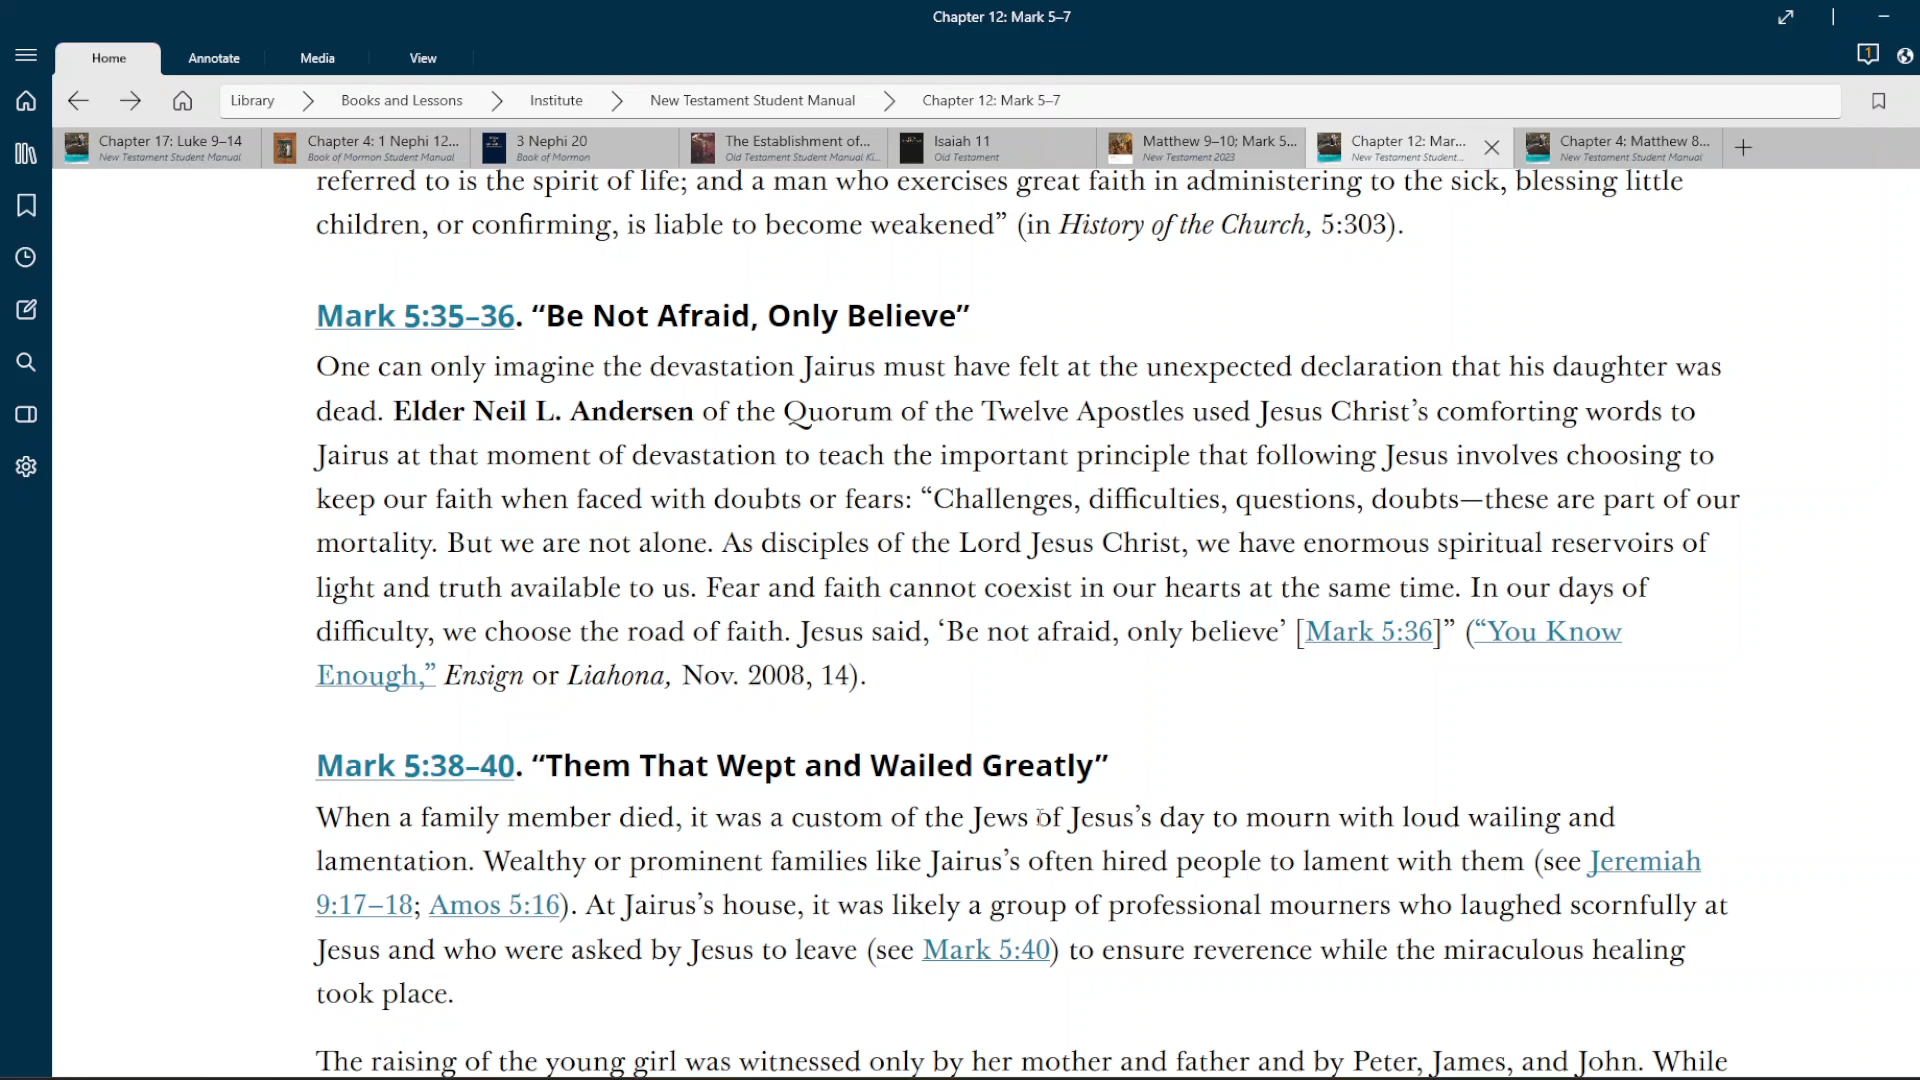 Chapter 12: Mark 5–7
Home Annotate Media View
1
Library Books and Lessons Institute New Testament Student Manual Chapter 12: Mark 5–7
Chapter 17: Luke 9–14
New Testament Student Manual
Chapter 4: 1 Nephi 12...
Book of Mormon Student Manual
3 Nephi 20
Book of Mormon
The Establishment of...
Old Testament Student Manual Ki...
Isaiah 11
Old Testament
Matthew 9–10; Mark 5...
New Testament 2023
Chapter 12: Mar...
New Testament Student...
Chapter 4: Matthew 8...
New Testament Student Manual
referred to is the spirit of life; and a man who exercises great faith in administering to the sick, blessing little
children, or confirming, is liable to become weakened” (in History of the Church, 5:303).
Mark 5:35–36. “Be Not Afraid, Only Believe”
One can only imagine the devastation Jairus must have felt at the unexpected declaration that his daughter was
dead. Elder Neil L. Andersen of the Quorum of the Twelve Apostles used Jesus Christ’s comforting words to
Jairus at that moment of devastation to teach the important principle that following Jesus involves choosing to
keep our faith when faced with doubts or fears: “Challenges, difficulties, questions, doubts—these are part of our
mortality. But we are not alone. As disciples of the Lord Jesus Christ, we have enormous spiritual reservoirs of
light and truth available to us. Fear and faith cannot coexist in our hearts at the same time. In our days of
difficulty, we choose the road of faith. Jesus said, ‘Be not afraid, only believe’ [Mark 5:36]” (“You Know
Enough,” Ensign or Liahona, Nov. 2008, 14).
Mark 5:38–40. “Them That Wept and Wailed Greatly”
When a family member died, it was a custom of the Jews of Jesus’s day to mourn with loud wailing and
lamentation. Wealthy or prominent families like Jairus’s often hired people to lament with them (see Jeremiah
9:17–18; Amos 5:16). At Jairus’s house, it was likely a group of professional mourners who laughed scornfully at
Jesus and who were asked by Jesus to leave (see Mark 5:40) to ensure reverence while the miraculous healing
took place.
The raising of the young girl was witnessed only by her mother and father and by Peter, James, and John. While